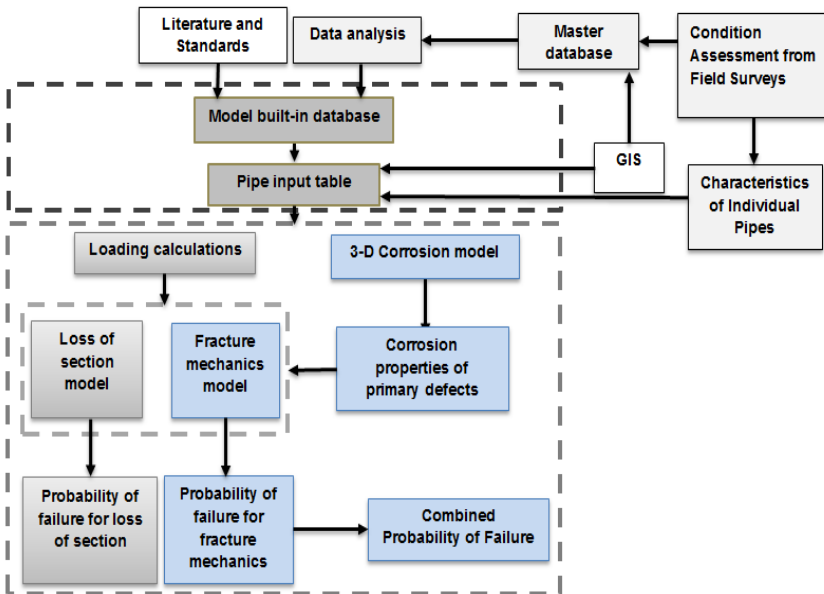 Literature and
Standards
Data analysis
Master
database
Condition
Assessment from
Field Surveys
Model built-in database
Pipe input table
GIS
Characteristics
of Individual
Pipes
Loading calculations
3-D Corrosion model
Loss of
section
model
Fracture
mechanics
model
Corrosion
properties of
primary defects
Probability of
failure for loss
of section
Probability of
failure for
fracture
mechanics
Combined
Probability of Failure